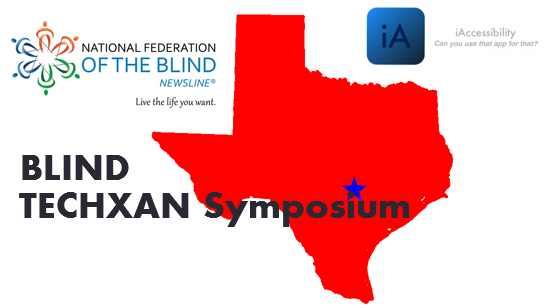 NATIONAL FEDERATION
OF THE BLIND
NEWSLINE®
Live the life you want.
iA
iAccessibility
Can you use that app for that?
BLIND
TECHXAN Symposium